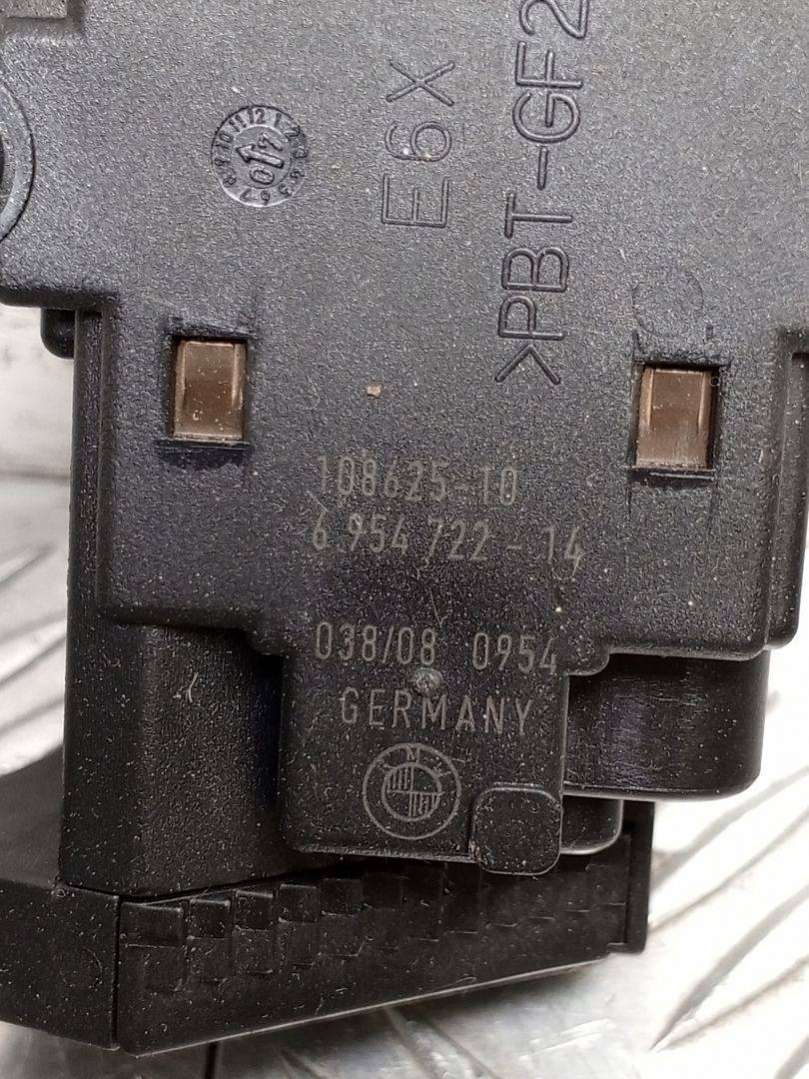 E6X
>PBT-GF2
108625-10
6 954 722 - 14
038/08 0954
GERMANY